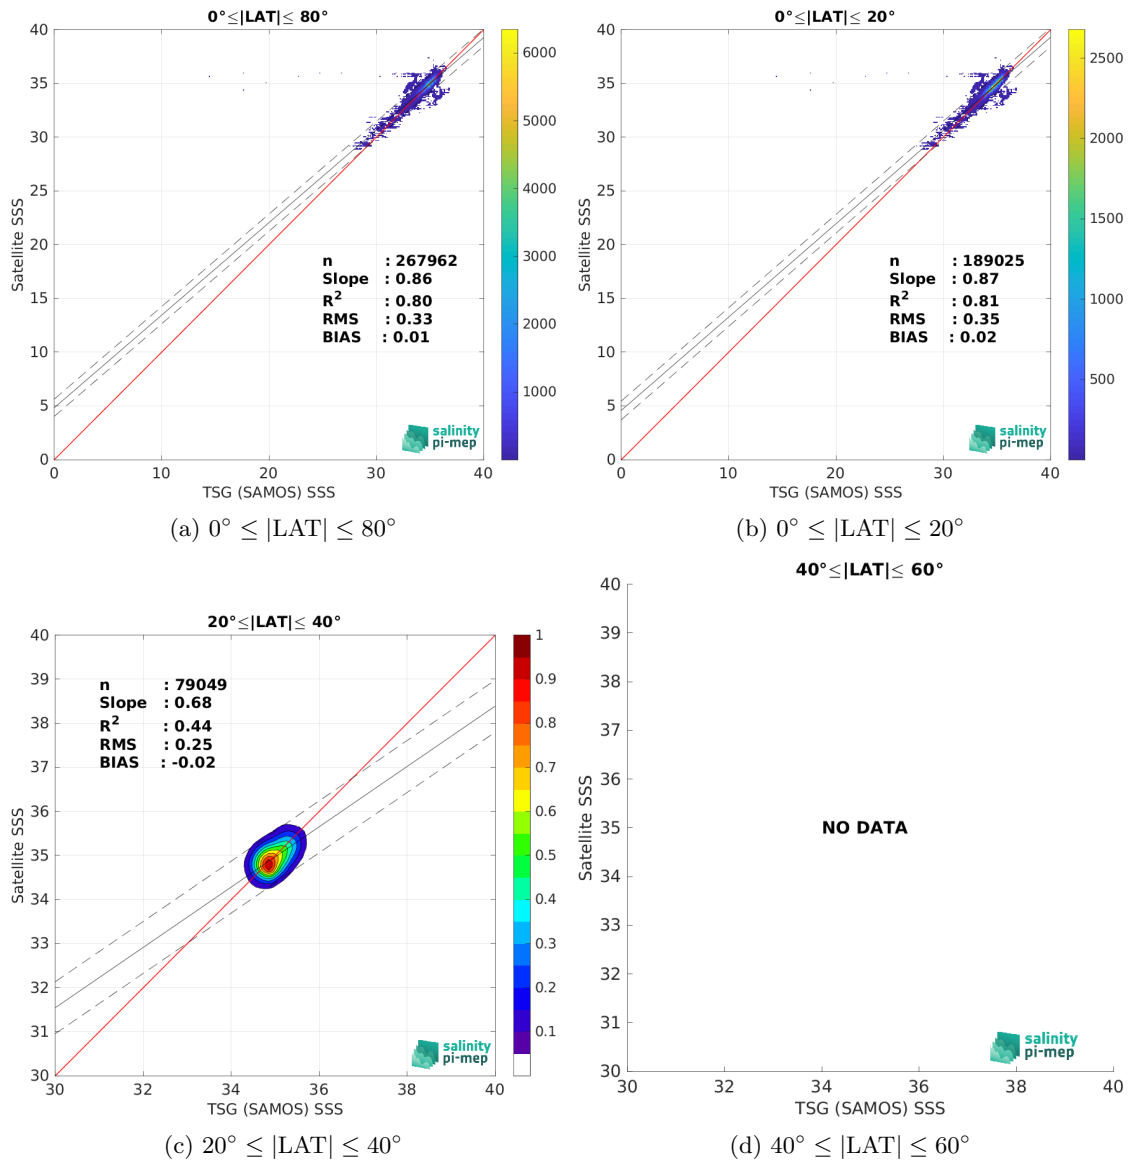 0°≤|LAT|≤ 80°
40
35
30
25
20
15
10
5
0
Satellite SSS
n : 267962
Slope : 0.86
R² : 0.80
RMS : 0.33
BIAS : 0.01
salinity
pi-mep
0 10 20 30 40
TSG (SAMOS) SSS
6000
5000
4000
3000
2000
1000
(a) 0° ≤ |LAT| ≤ 80°
0°≤|LAT|≤ 20°
40
35
30
25
20
15
10
5
0
Satellite SSS
n : 189025
Slope : 0.87
R² : 0.81
RMS : 0.35
BIAS : 0.02
salinity
pi-mep
0 10 20 30 40
TSG (SAMOS) SSS
2500
2000
1500
1000
500
(b) 0° ≤ |LAT| ≤ 20°
20°≤|LAT|≤ 40°
40
39
38
37
36
35
34
33
32
31
30
Satellite SSS
n : 79049
Slope : 0.68
R² : 0.44
RMS : 0.25
BIAS : -0.02
salinity
pi-mep
30 32 34 36 38 40
TSG (SAMOS) SSS
1
0.9
0.8
0.7
0.6
0.5
0.4
0.3
0.2
0.1
(c) 20° ≤ |LAT| ≤ 40°
40°≤|LAT|≤ 60°
40
39
38
37
36
35
34
33
32
31
30
Satellite SSS
NO DATA
salinity
pi-mep
30 32 34 36 38 40
TSG (SAMOS) SSS
(d) 40° ≤ |LAT| ≤ 60°